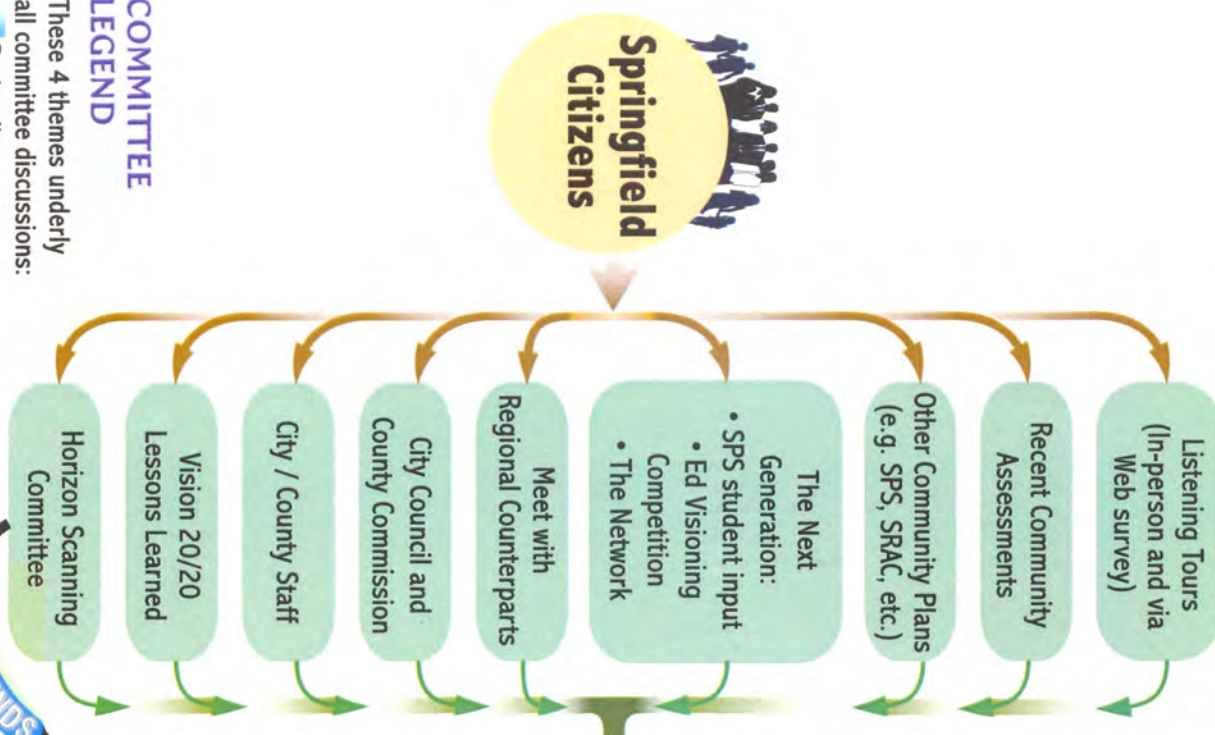 Listening Tours
(In-person and via
Web survey)
Recent Community
Assessments
Other Community Plans
(e.g. SPS, SRAC, etc.)
The Next
Generation:
• SPS student input
• Ed Visioning
Competition
• The Network
Meet with
Regional Counterparts
City Council and
County Commission
City / County Staff
Vision 20/20
Lessons Learned
Horizon Scanning
Committee
NDS
Springfield
Citizens
COMMITTEE
LEGEND
These 4 themes underly
all committee discussions: